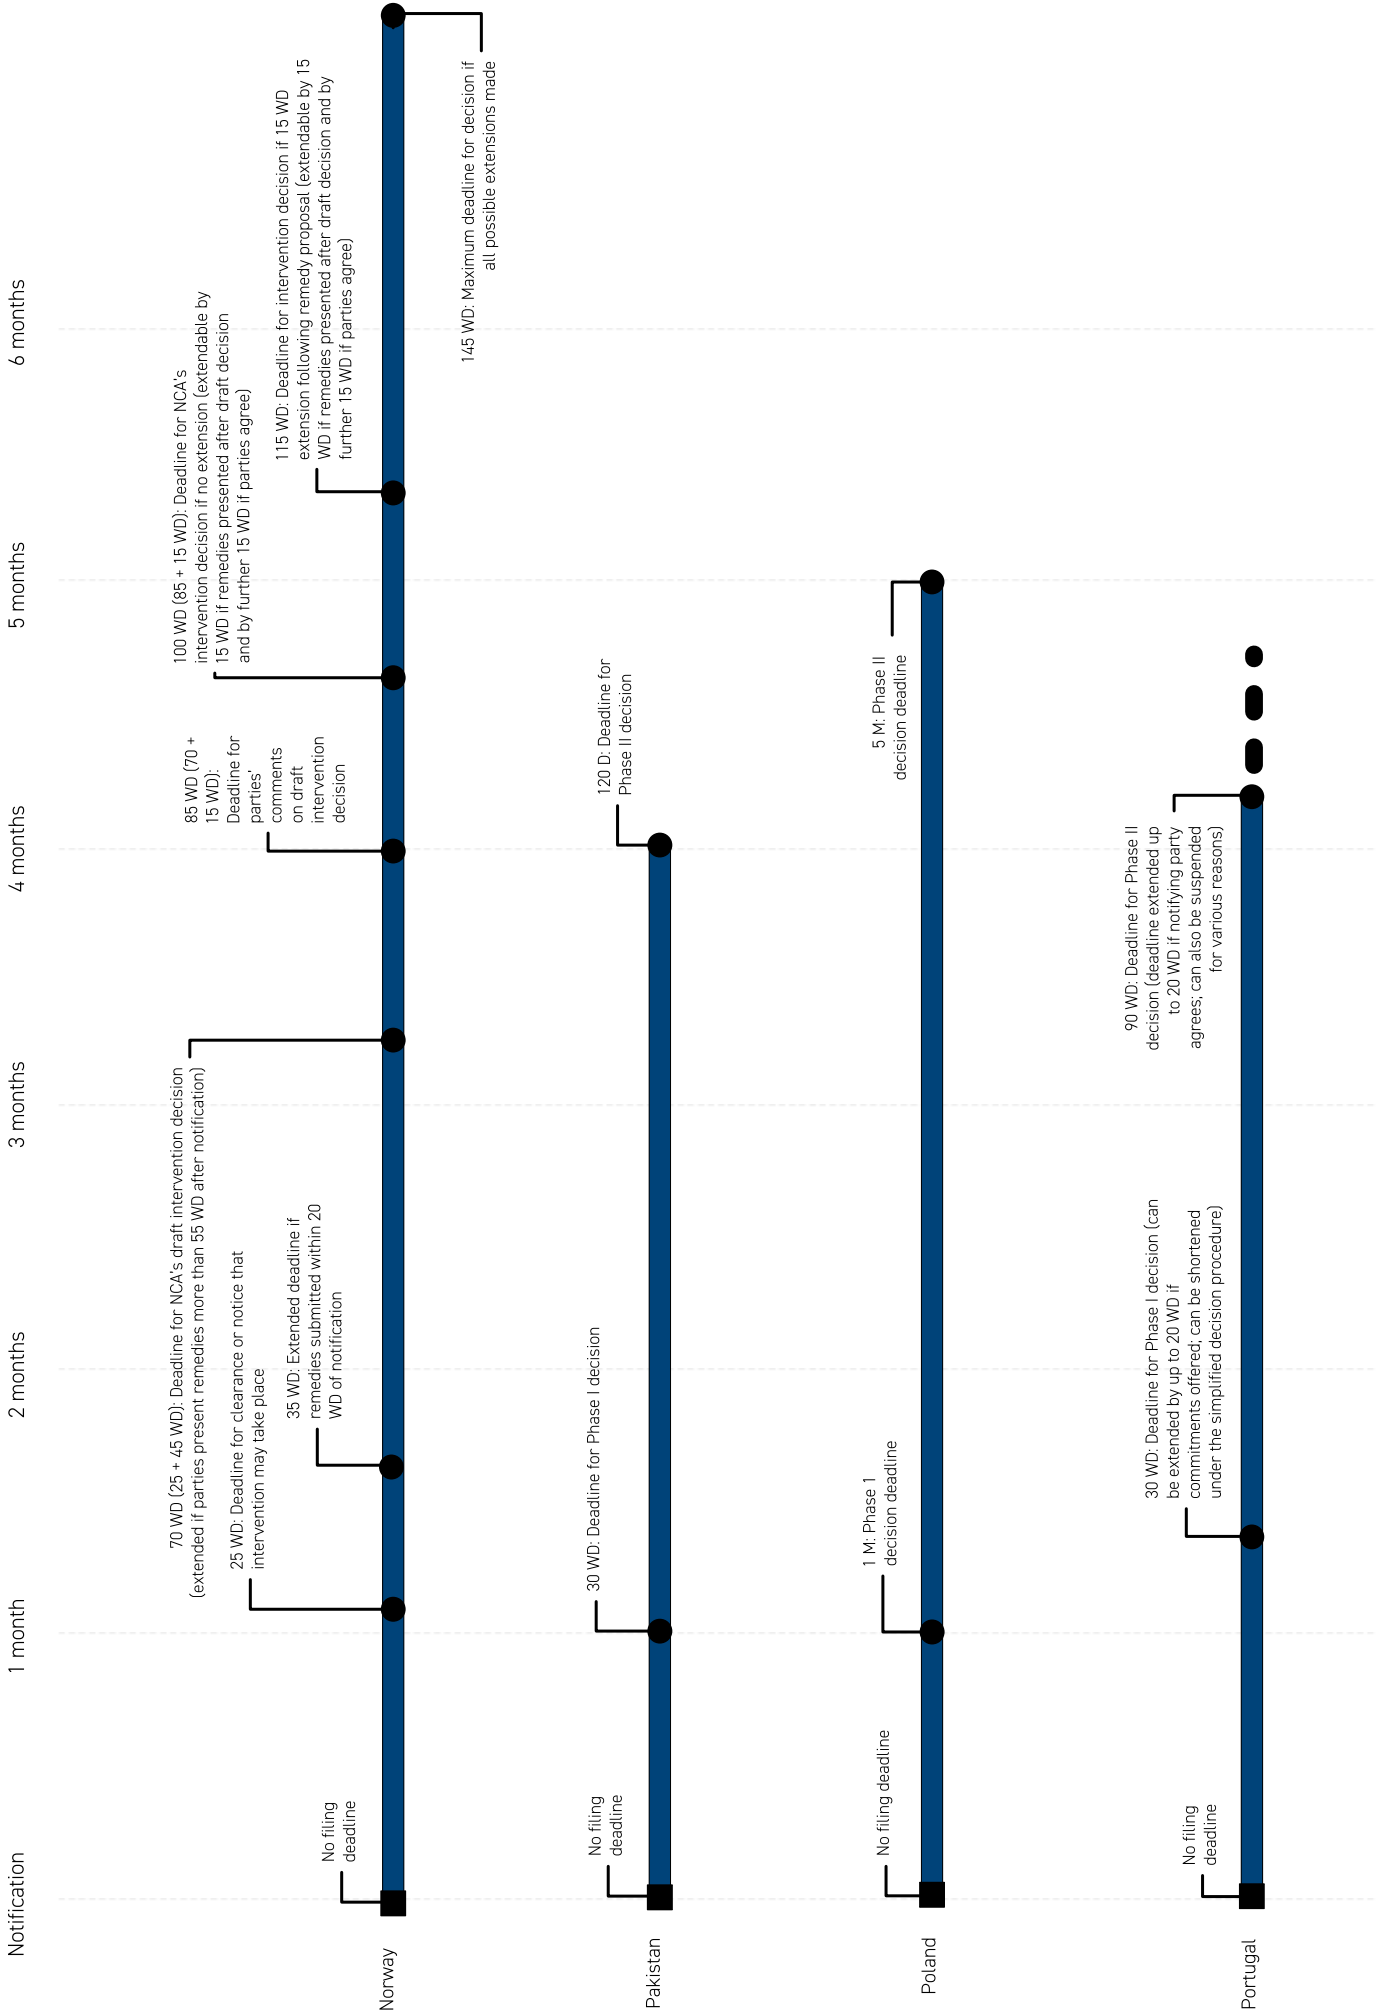 Notification
1 month
2 months
3 months
4 months
5 months
6 months
Norway
No filing
deadline
25 WD: Deadline for clearance or notice that
intervention may take place
35 WD: Extended deadline if
remedies submitted within 20
WD of notification
70 WD (25 + 45 WD): Deadline for NCA's draft intervention decision
(extended if parties present remedies more than 55 WD after notification)
85 WD (70 +
15 WD):
Deadline for
parties'
comments
on draft
intervention
decision
100 WD (85 + 15 WD): Deadline for NCA's
intervention decision if no extension (extendable by
15 WD if remedies presented after draft decision
and by further 15 WD if parties agree)
115 WD: Deadline for intervention decision if 15 WD
extension following remedy proposal (extendable by 15
WD if remedies presented after draft decision and by
further 15 WD if parties agree)
145 WD: Maximum deadline for decision if
all possible extensions made
Pakistan
No filing
deadline
30 WD: Deadline for Phase I decision
120 D: Deadline for
Phase II decision
Poland
No filing deadline
1 M: Phase 1
decision deadline
5 M: Phase II
decision deadline
Portugal
No filing
deadline
30 WD: Deadline for Phase I decision (can
be extended by up to 20 WD if
commitments offered; can be shortened
under the simplified decision procedure)
90 WD: Deadline for Phase II
decision (deadline extended up
to 20 WD if notifying party
agrees; can also be suspended
for various reasons)